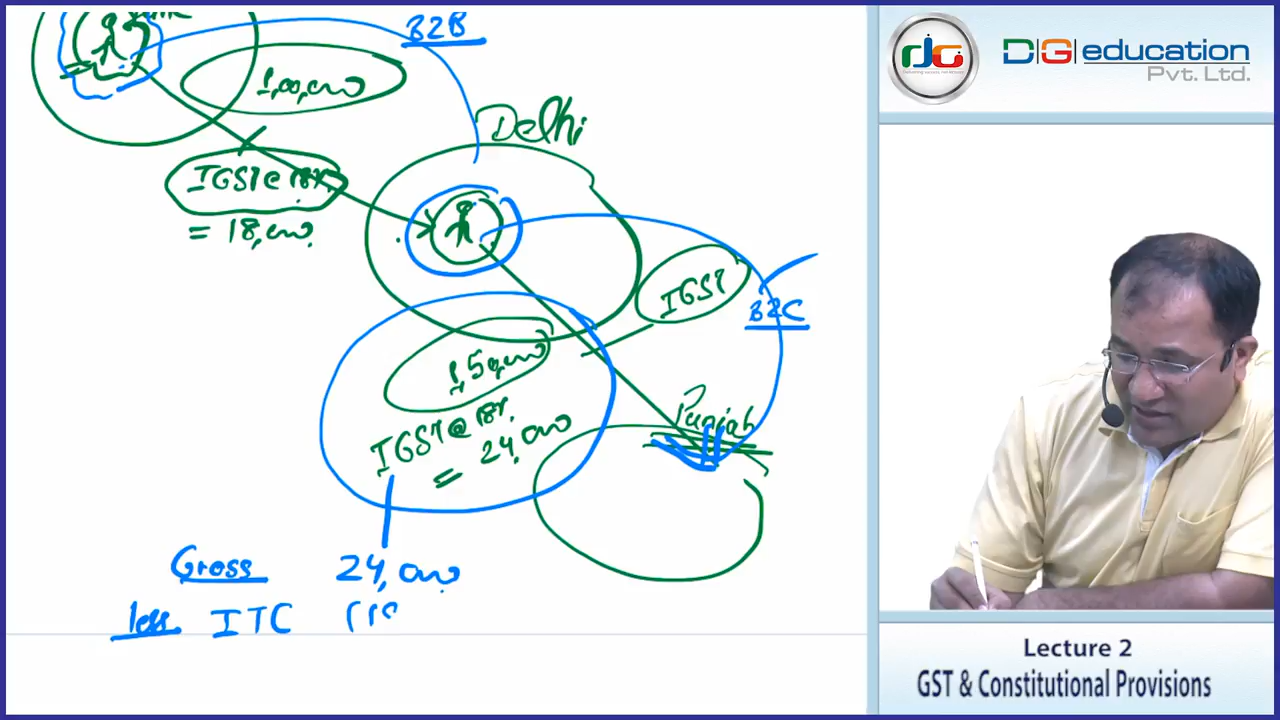 B2B
1,00,000
Delhi
IGST @ 18%
= 18,000
IGST
B2C
1,50,000
IGST @ 18%
= 24,000
Punjab
Gross 24,000
less ITC (18
DG education
Pvt. Ltd.
Lecture 2
GST & Constitutional Provisions